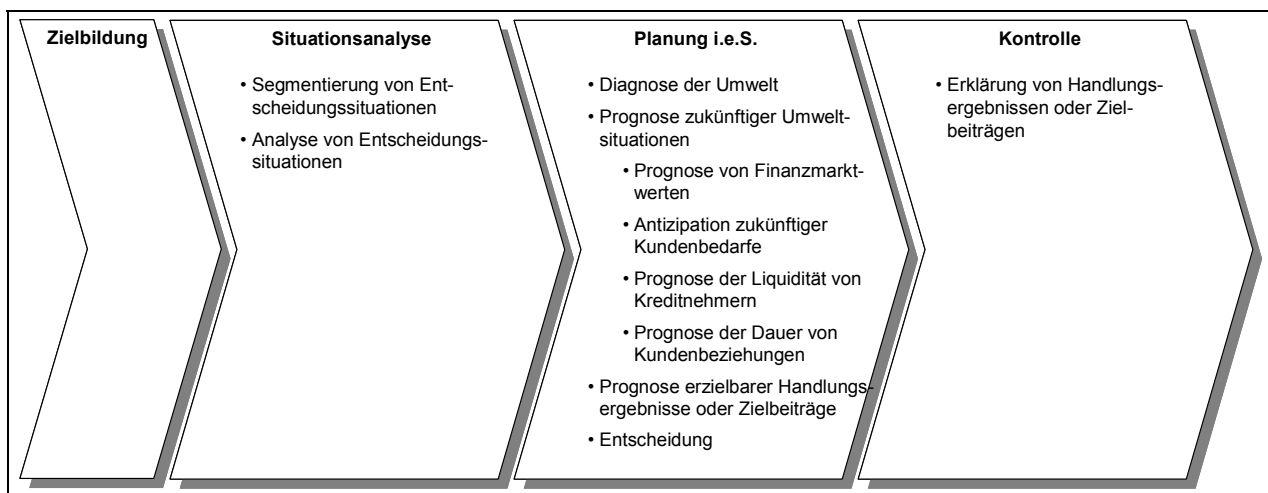 Zielbildung
Situationsanalyse
• Segmentierung von Ent-
scheidungssituationen
• Analyse von Entscheidungs-
situationen
Planung i.e.S.
• Diagnose der Umwelt
• Prognose zukünftiger Umwelt-
situationen
• Prognose von Finanzmarkt-
werten
• Antizipation zukünftiger
Kundenbedarfe
• Prognose der Liquidität von
Kreditnehmern
• Prognose der Dauer von
Kundenbeziehungen
• Prognose erzielbarer Handlungs-
ergebnisse oder Zielbeiträge
• Entscheidung
Kontrolle
• Erklärung von Handlungs-
ergebnissen oder Ziel-
beiträgen